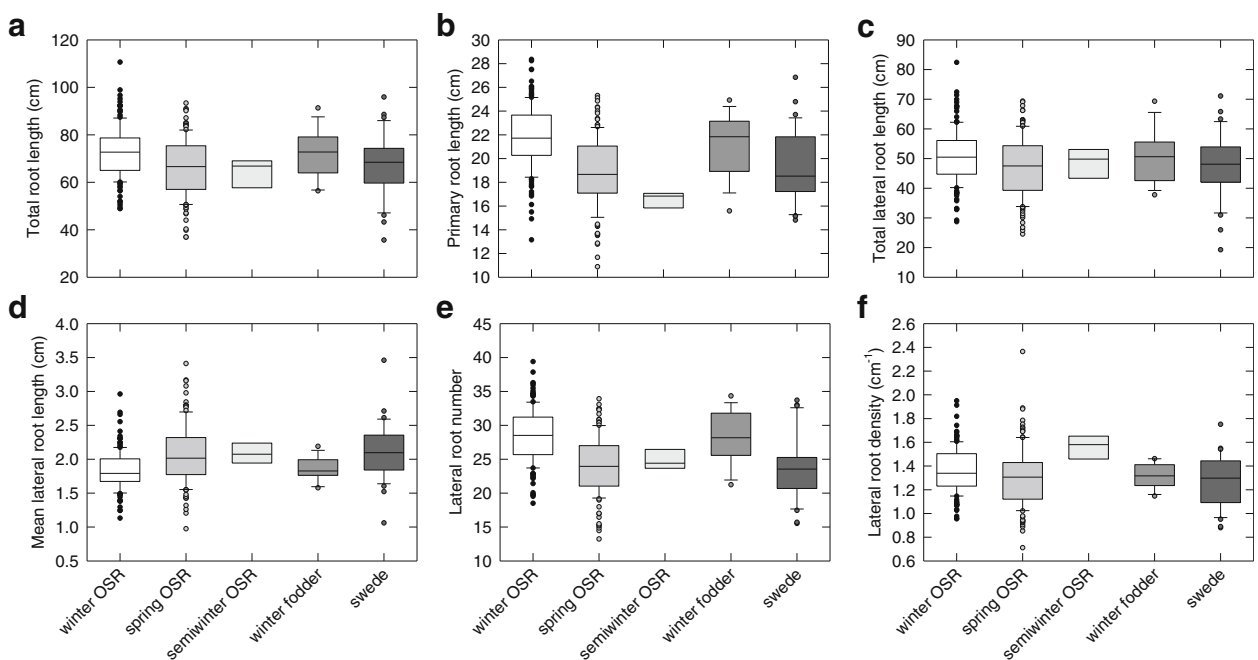 a
b
c
Total root length (cm)
120
100
80
60
40
20
Primary root length (cm)
30
28
26
24
22
20
18
16
14
12
10
Total lateral root length (cm)
90
80
70
60
50
40
30
20
10
d
e
f
Mean lateral root length (cm)
4.0
3.5
3.0
2.5
2.0
1.5
1.0
0.5
Lateral root number
45
40
35
30
25
20
15
10
Lateral root density (cm⁻¹)
2.6
2.4
2.2
2.0
1.8
1.6
1.4
1.2
1.0
0.8
0.6
winter OSR
spring OSR
semiwinter OSR
winter fodder
swede
winter OSR
spring OSR
semiwinter OSR
winter fodder
swede
winter OSR
spring OSR
semiwinter OSR
winter fodder
swede